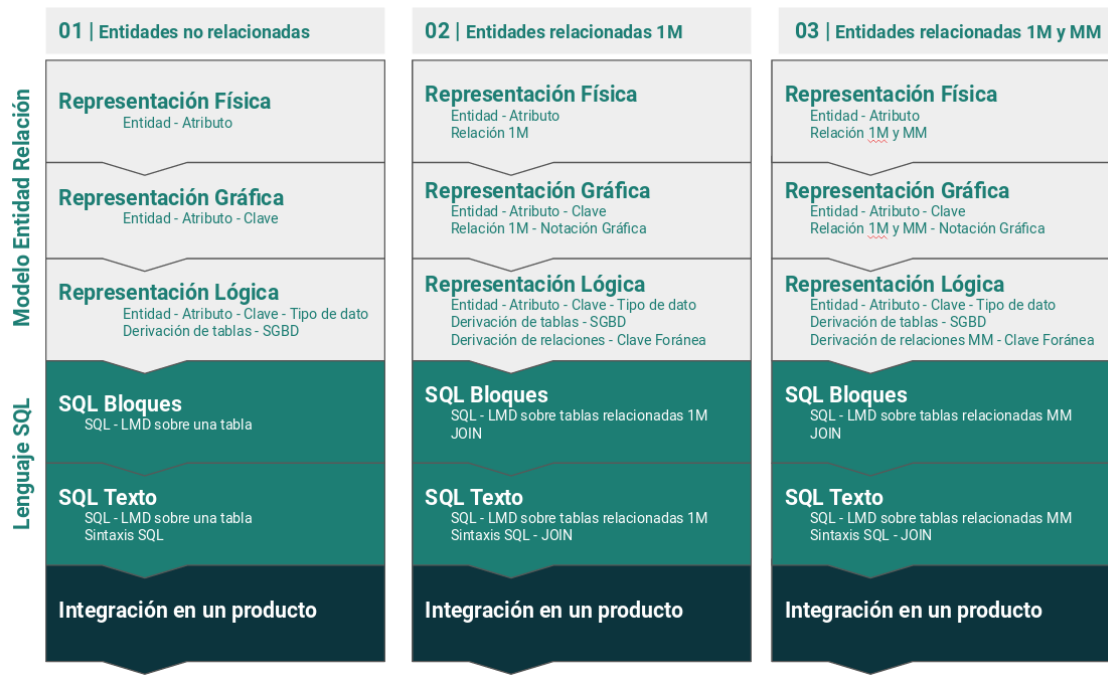 01 | Entidades no relacionadas
Modelo Entidad Relación
Representación Física
Entidad - Atributo
Representación Gráfica
Entidad - Atributo - Clave
Representación Lógica
Entidad - Atributo - Clave - Tipo de dato
Derivación de tablas - SGBD
Lenguaje SQL
SQL Bloques
SQL - LMD sobre una tabla
SQL Texto
SQL - LMD sobre una tabla
Sintaxis SQL
Integración en un producto
02 | Entidades relacionadas 1M
Representación Física
Entidad - Atributo
Relación 1M
Representación Gráfica
Entidad - Atributo - Clave
Relación 1M - Notación Gráfica
Representación Lógica
Entidad - Atributo - Clave - Tipo de dato
Derivación de tablas - SGBD
Derivación de relaciones - Clave Foránea
SQL Bloques
SQL - LMD sobre tablas relacionadas 1M
JOIN
SQL Texto
SQL - LMD sobre tablas relacionadas 1M
Sintaxis SQL - JOIN
Integración en un producto
03 | Entidades relacionadas 1M y MM
Representación Física
Entidad - Atributo
Relación 1M y MM
Representación Gráfica
Entidad - Atributo - Clave
Relación 1M y MM - Notación Gráfica
Representación Lógica
Entidad - Atributo - Clave - Tipo de dato
Derivación de tablas - SGBD
Derivación de relaciones MM - Clave Foránea
SQL Bloques
SQL - LMD sobre tablas relacionadas MM
JOIN
SQL Texto
SQL - LMD sobre tablas relacionadas MM
Sintaxis SQL - JOIN
Integración en un producto